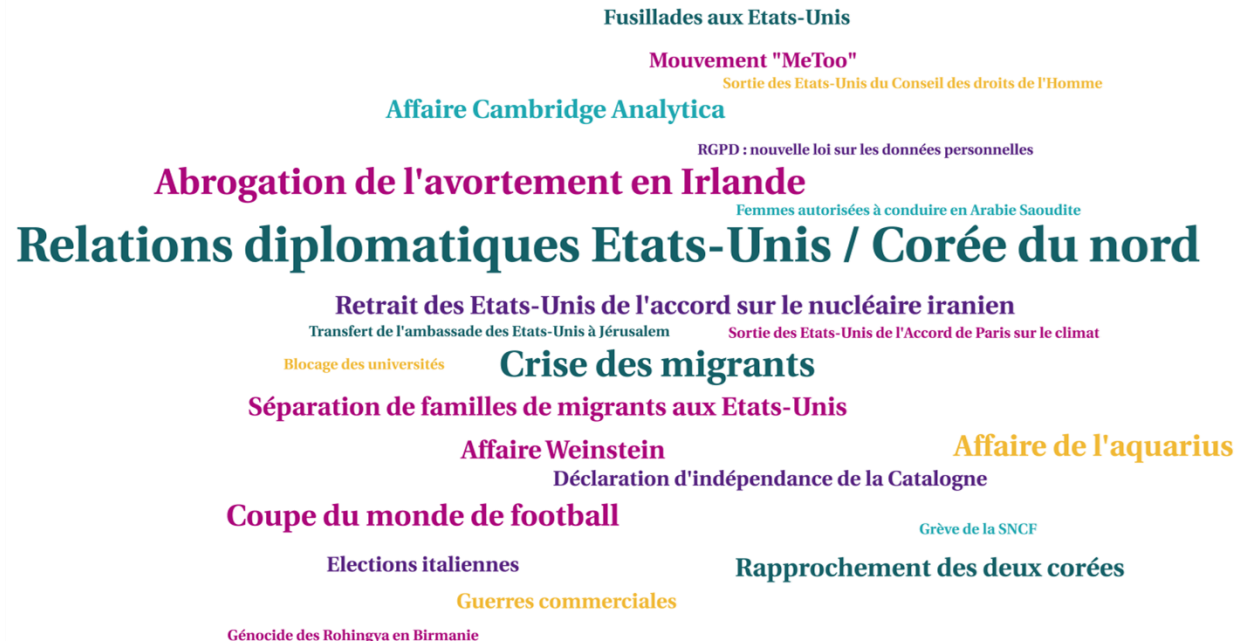 Fusillades aux Etats-Unis
Mouvement "MeToo"
Sortie des Etats-Unis du Conseil des droits de l'Homme
Affaire Cambridge Analytica
RGPD : nouvelle loi sur les données personnelles
Abrogation de l'avortement en Irlande
Femmes autorisées à conduire en Arabie Saoudite
Relations diplomatiques Etats-Unis / Corée du nord
Retrait des Etats-Unis de l'accord sur le nucléaire iranien
Transfert de l'ambassade des Etats-Unis à Jérusalem
Sortie des Etats-Unis de l'Accord de Paris sur le climat
Blocage des universités
Crise des migrants
Séparation de familles de migrants aux Etats-Unis
Affaire Weinstein
Affaire de l'aquarius
Déclaration d'indépendance de la Catalogne
Coupe du monde de football
Grève de la SNCF
Elections italiennes
Rapprochement des deux corées
Guerres commerciales
Génocide des Rohingya en Birmanie